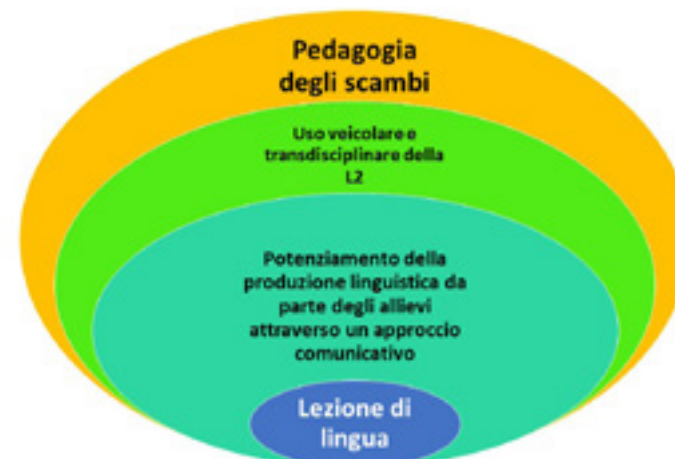 Pedagogia
degli scambi
Uso veicolare e
transdisciplinare della
L2
Potenziamento della
produzione linguistica da
parte degli allievi
attraverso un approccio
comunicativo
Lezione di
lingua